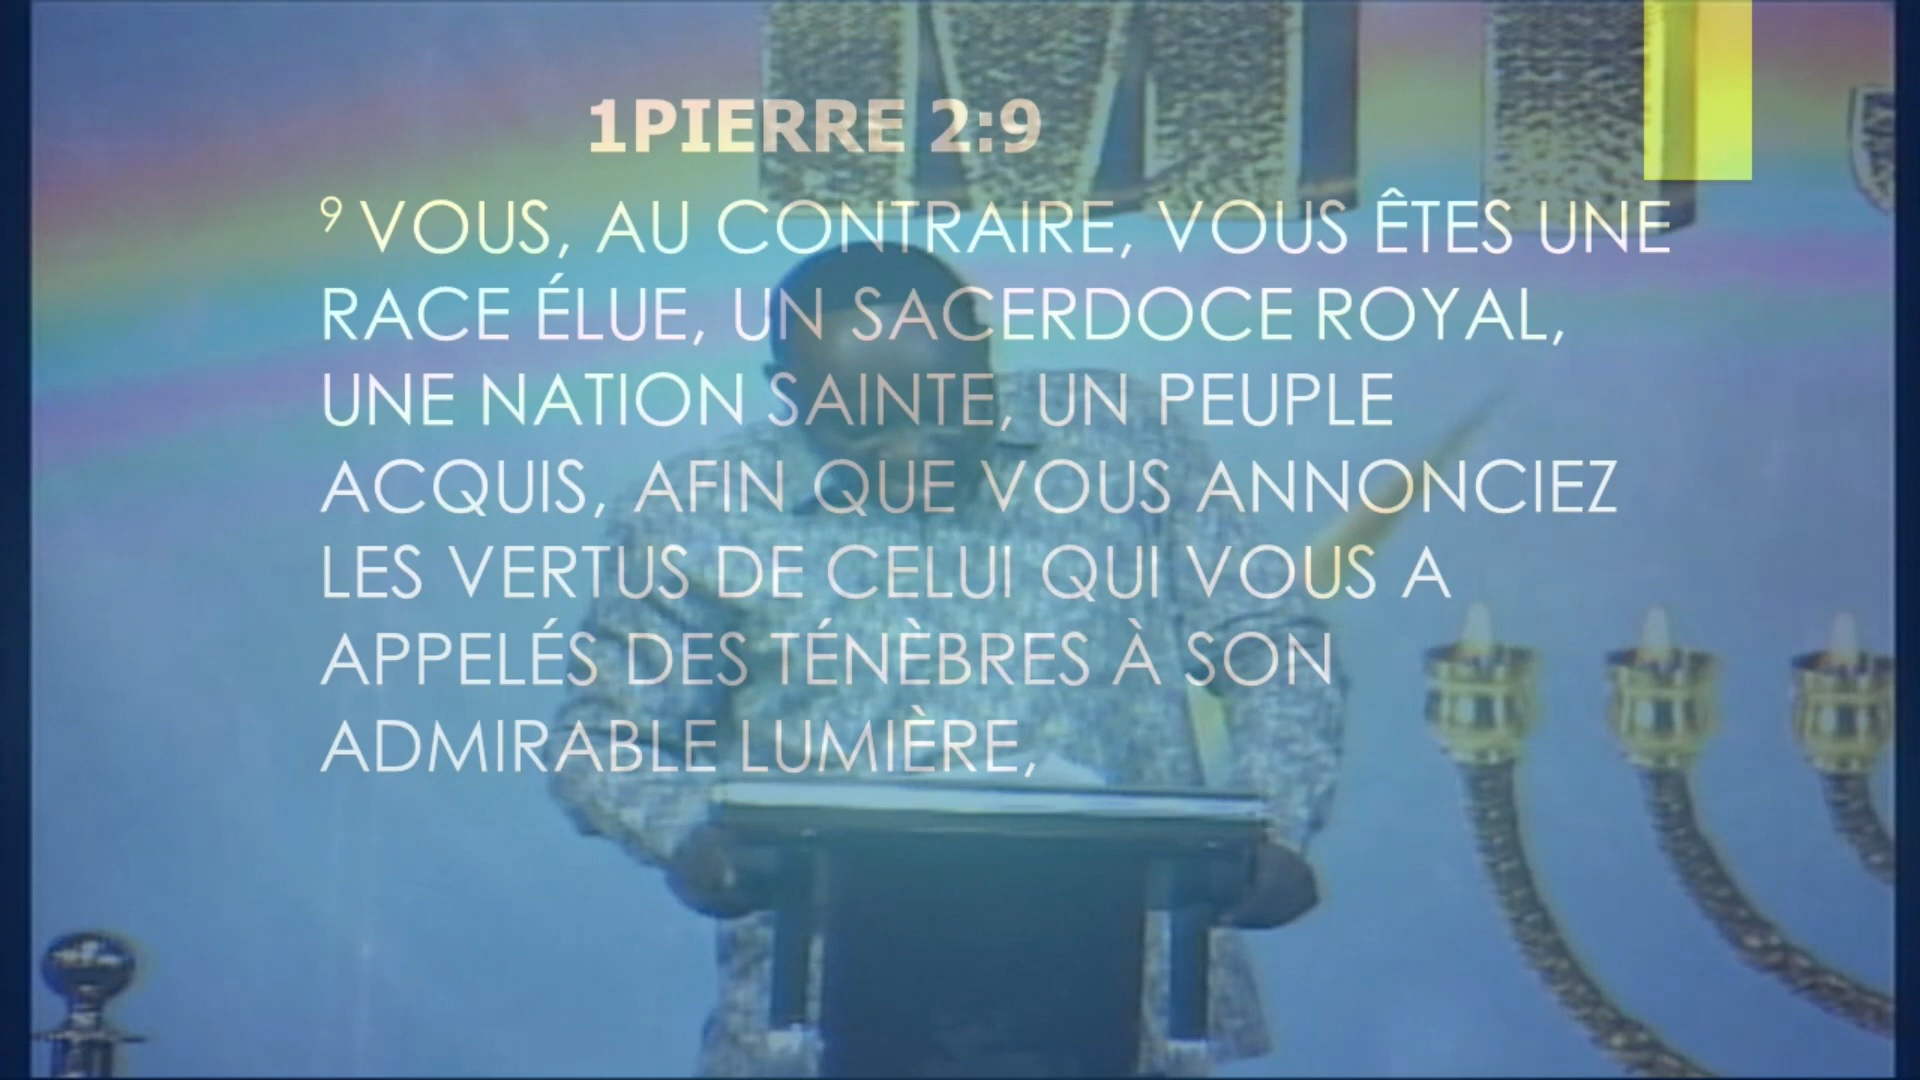 1PIERRE 2:9
9 VOUS, AU CONTRAIRE, VOUS ÊTES UNE
RACE ÉLUE, UN SACERDOCE ROYAL,
UNE NATION SAINTE, UN PEUPLE
ACQUIS, AFIN QUE VOUS ANNONCIEZ
LES VERTUS DE CELUI QUI VOUS A
APPELÉS DES TÉNÈBRES À SON
ADMIRABLE LUMIÈRE,